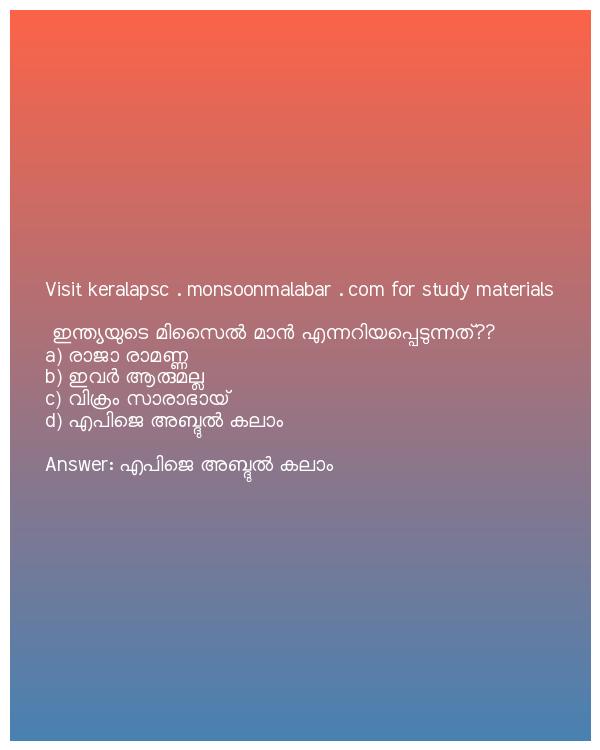 Visit keralapsc . monsoonmalabar . com for study materials
ഇന്ത്യയുടെ മിസൈൽ മാൻ എന്നറിയപ്പെടുന്നത്??
a) രാജാ രാമണ്ണ
b) ഇവർ ആരുമല്ല
c) വിക്രം സാരാഭായ്
d) എപിജെ അബ്ദുൽ കലാം
Answer: എപിജെ അബ്ദുൽ കലാം